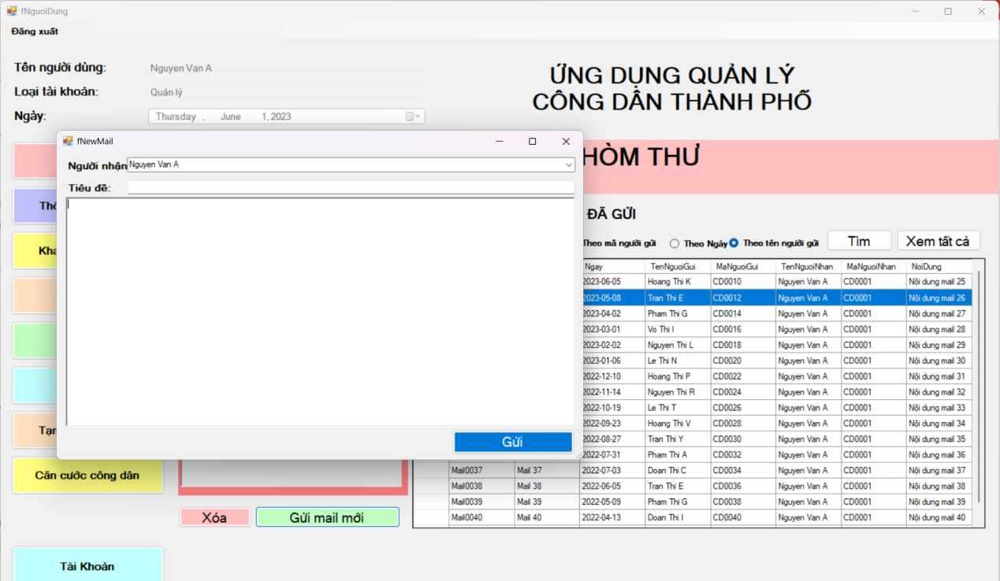 fNguoiDung
Đăng xuất
Tên người dùng: Nguyen Van A
Loại tài khoản: Quản lý
Ngày: Thursday , June 1, 2023
ỨNG DỤNG QUẢN LÝ
CÔNG DÂN THÀNH PHỐ
HÒM THƯ
fNewMail
Người nhận Nguyen Van A
Tiêu đề:
Gửi
ĐÃ GỬI
Theo mã người gửi Theo Ngày Theo tên người gửi Tìm Xem tất cả
Ngay TenNguoiGui MaNguoiGui TenNguoiNhan MaNguoiNhan NoiDung
2023-06-05 Hoang Thi K CD0010 Nguyen Van A CD0001 Nội dung mail 25
2023-05-08 Tran Thi E CD0012 Nguyen Van A CD0001 Nội dung mail 26
2023-04-02 Pham Thi G CD0014 Nguyen Van A CD0001 Nội dung mail 27
2023-03-01 Vo Thi I CD0016 Nguyen Van A CD0001 Nội dung mail 28
2023-02-02 Nguyen Thi L CD0018 Nguyen Van A CD0001 Nội dung mail 29
2023-01-06 Le Thi N CD0020 Nguyen Van A CD0001 Nội dung mail 30
2022-12-10 Hoang Thi P CD0022 Nguyen Van A CD0001 Nội dung mail 31
2022-11-14 Nguyen Thi R CD0024 Nguyen Van A CD0001 Nội dung mail 32
2022-10-19 Le Thi T CD0026 Nguyen Van A CD0001 Nội dung mail 33
2022-09-23 Hoang Thi V CD0028 Nguyen Van A CD0001 Nội dung mail 34
2022-08-27 Tran Thi Y CD0030 Nguyen Van A CD0001 Nội dung mail 35
2022-07-31 Pham Thi A CD0032 Nguyen Van A CD0001 Nội dung mail 36
Mail0037 Mail 37 2022-07-03 Doan Thi C CD0034 Nguyen Van A CD0001 Nội dung mail 37
Mail0038 Mail 38 2022-06-05 Tran Thi E CD0036 Nguyen Van A CD0001 Nội dung mail 38
Mail0039 Mail 39 2022-05-09 Pham Thi G CD0038 Nguyen Van A CD0001 Nội dung mail 39
Mail0040 Mail 40 2022-04-13 Doan Thi I CD0040 Nguyen Van A CD0001 Nội dung mail 40
Căn cước công dân
Xóa Gửi mail mới
Tài Khoản